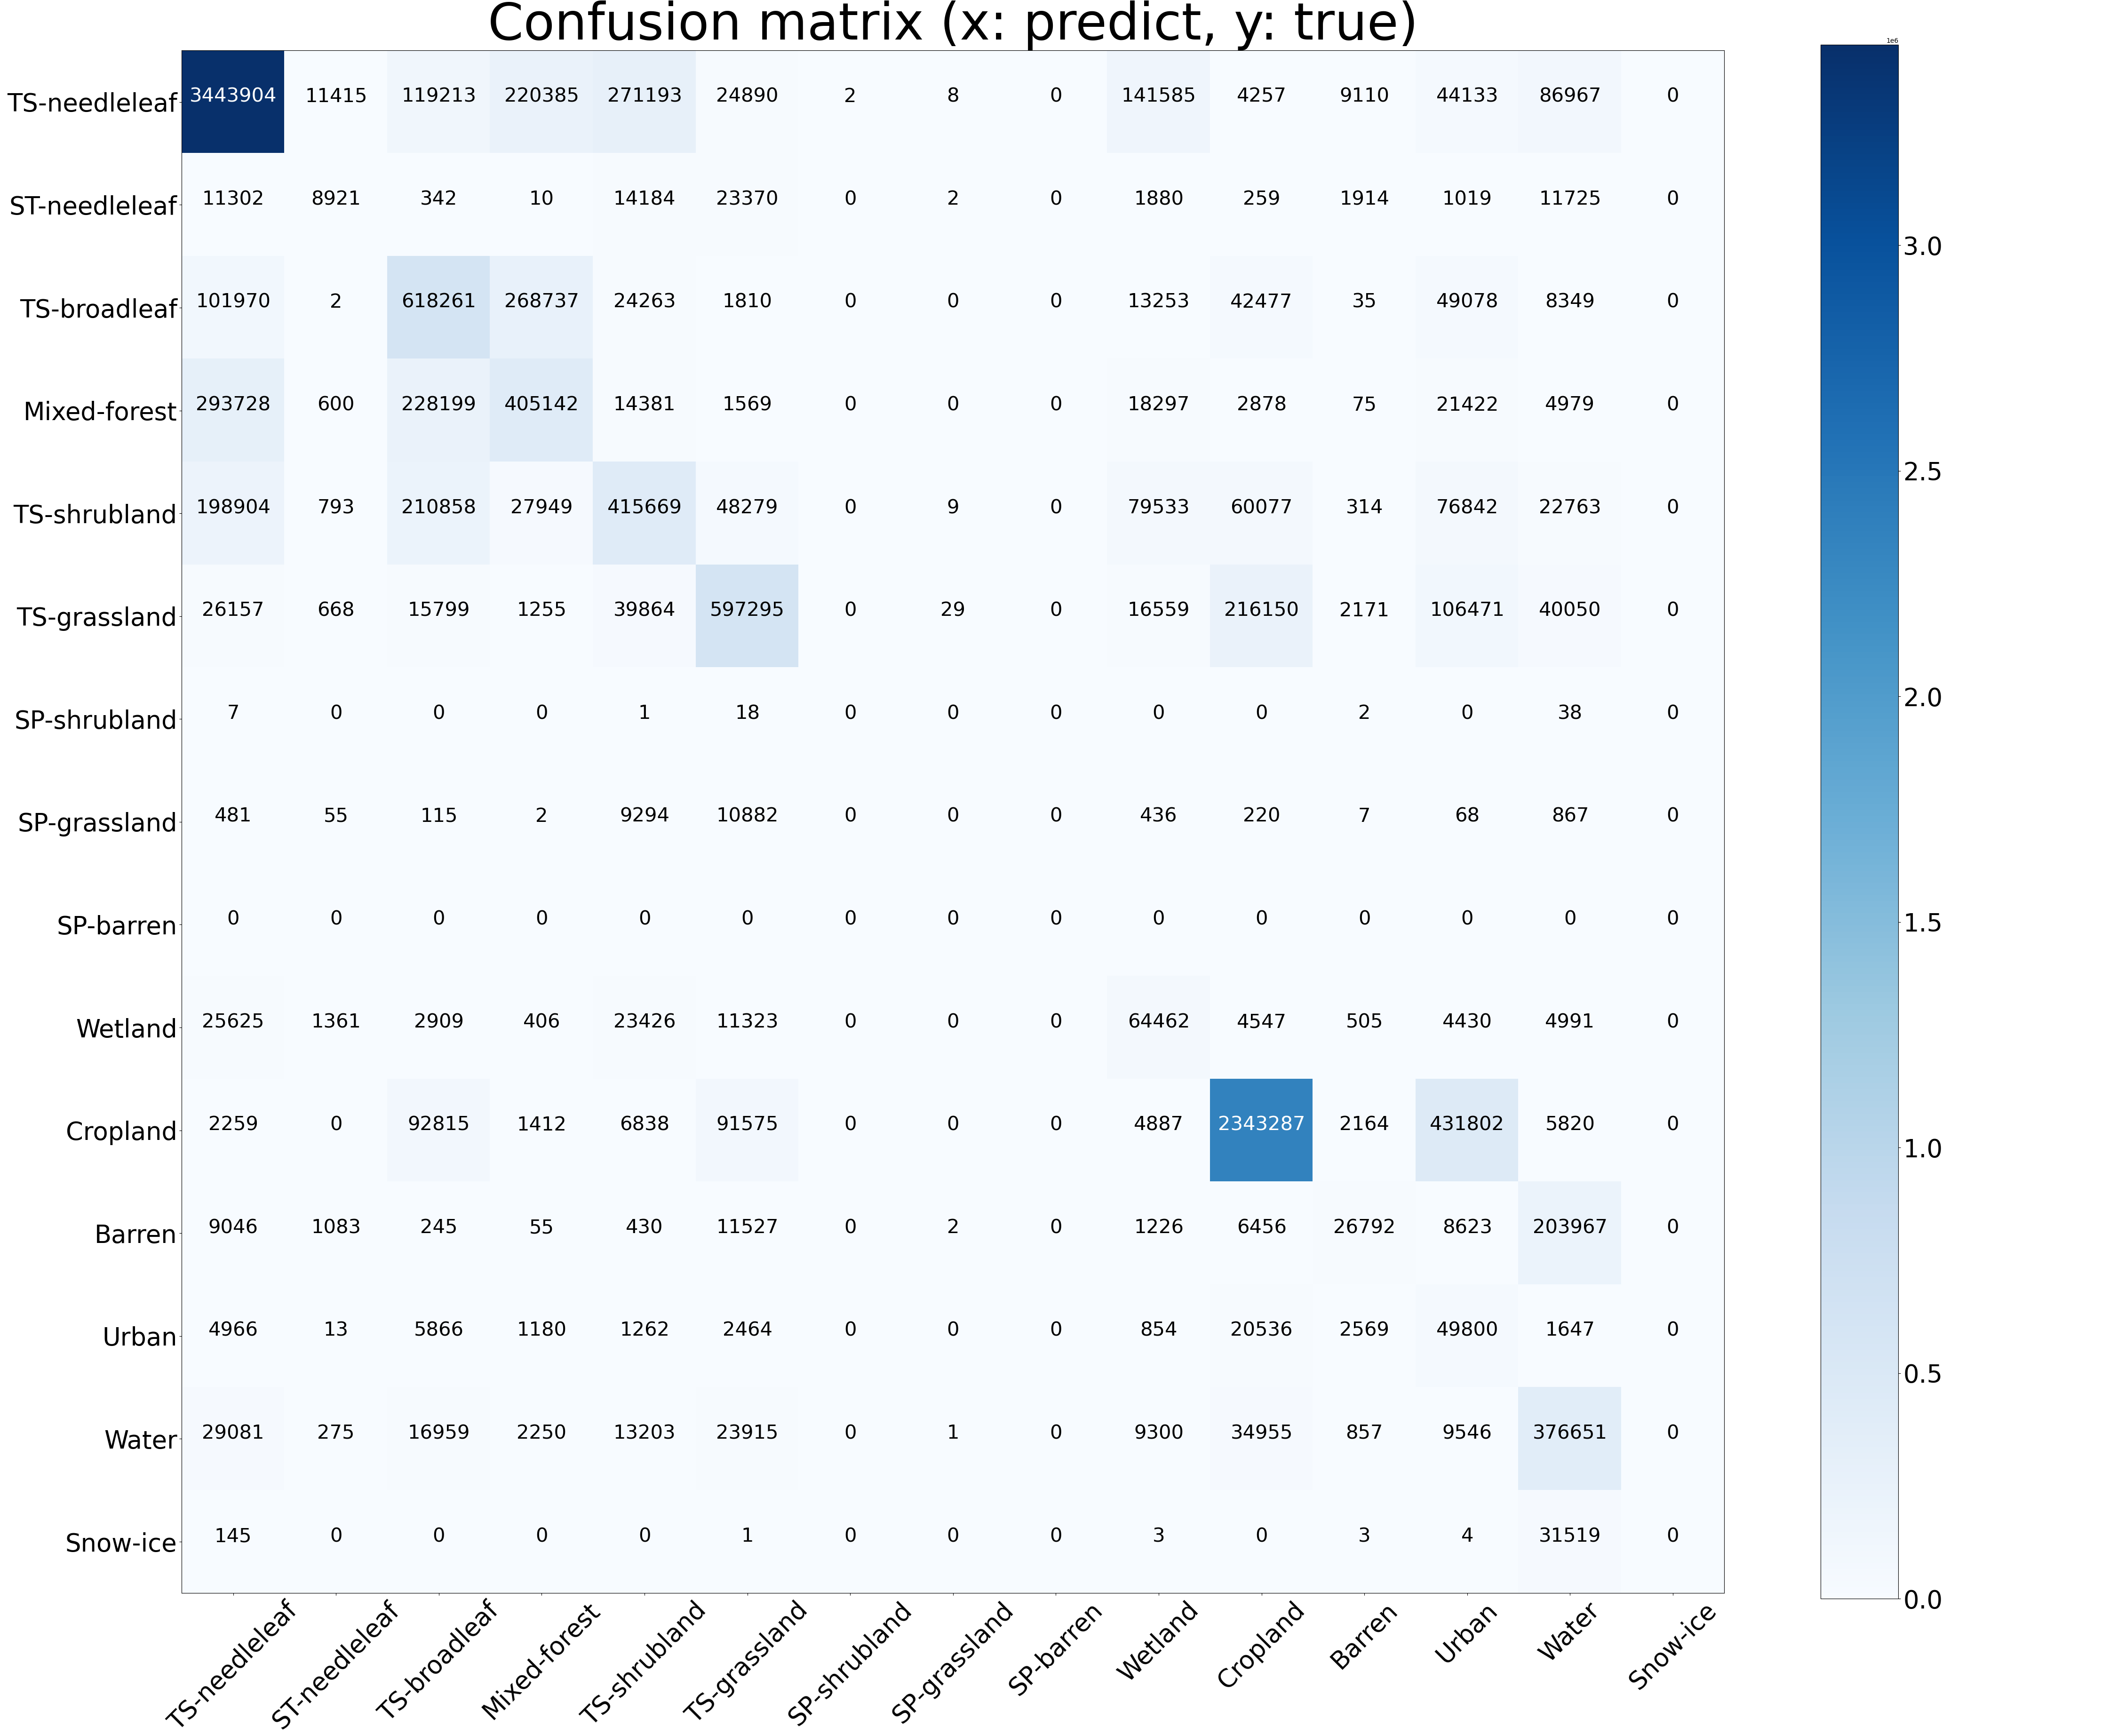 Confusion matrix (x: predict, y: true)
1e6
TS-needleleaf 3443904 11415 119213 220385 271193 24890 2 8 0 141585 4257 9110 44133 86967 0
ST-needleleaf 11302 8921 342 10 14184 23370 0 2 0 1880 259 1914 1019 11725 0
TS-broadleaf 101970 2 618261 268737 24263 1810 0 0 0 13253 42477 35 49078 8349 0
Mixed-forest 293728 600 228199 405142 14381 1569 0 0 0 18297 2878 75 21422 4979 0
TS-shrubland 198904 793 210858 27949 415669 48279 0 9 0 79533 60077 314 76842 22763 0
TS-grassland 26157 668 15799 1255 39864 597295 0 29 0 16559 216150 2171 106471 40050 0
SP-shrubland 7 0 0 0 1 18 0 0 0 0 0 2 0 38 0
SP-grassland 481 55 115 2 9294 10882 0 0 0 436 220 7 68 867 0
SP-barren 0 0 0 0 0 0 0 0 0 0 0 0 0 0 0
Wetland 25625 1361 2909 406 23426 11323 0 0 0 64462 4547 505 4430 4991 0
Cropland 2259 0 92815 1412 6838 91575 0 0 0 4887 2343287 2164 431802 5820 0
Barren 9046 1083 245 55 430 11527 0 2 0 1226 6456 26792 8623 203967 0
Urban 4966 13 5866 1180 1262 2464 0 0 0 854 20536 2569 49800 1647 0
Water 29081 275 16959 2250 13203 23915 0 1 0 9300 34955 857 9546 376651 0
Snow-ice 145 0 0 0 0 1 0 0 0 3 0 3 4 31519 0
TS-needleleaf ST-needleleaf TS-broadleaf Mixed-forest TS-shrubland TS-grassland SP-shrubland SP-grassland SP-barren Wetland Cropland Barren Urban Water Snow-ice
3.0
2.5
2.0
1.5
1.0
0.5
0.0